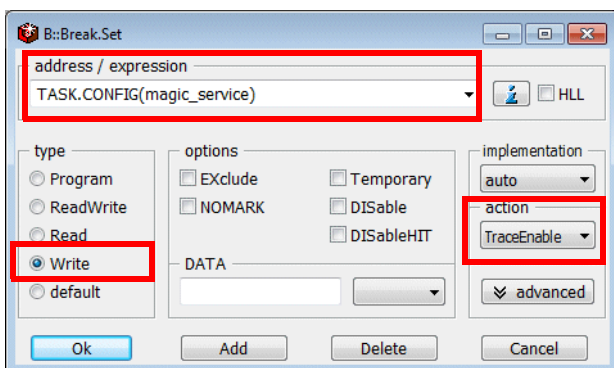 B::Break.Set
address / expression
TASK.CONFIG(magic_service)
HLL
type
Program
ReadWrite
Read
Write
default
options
EXclude
Temporary
NOMARK
DISable
DISableHIT
DATA
implementation
auto
action
TraceEnable
advanced
Ok
Add
Delete
Cancel